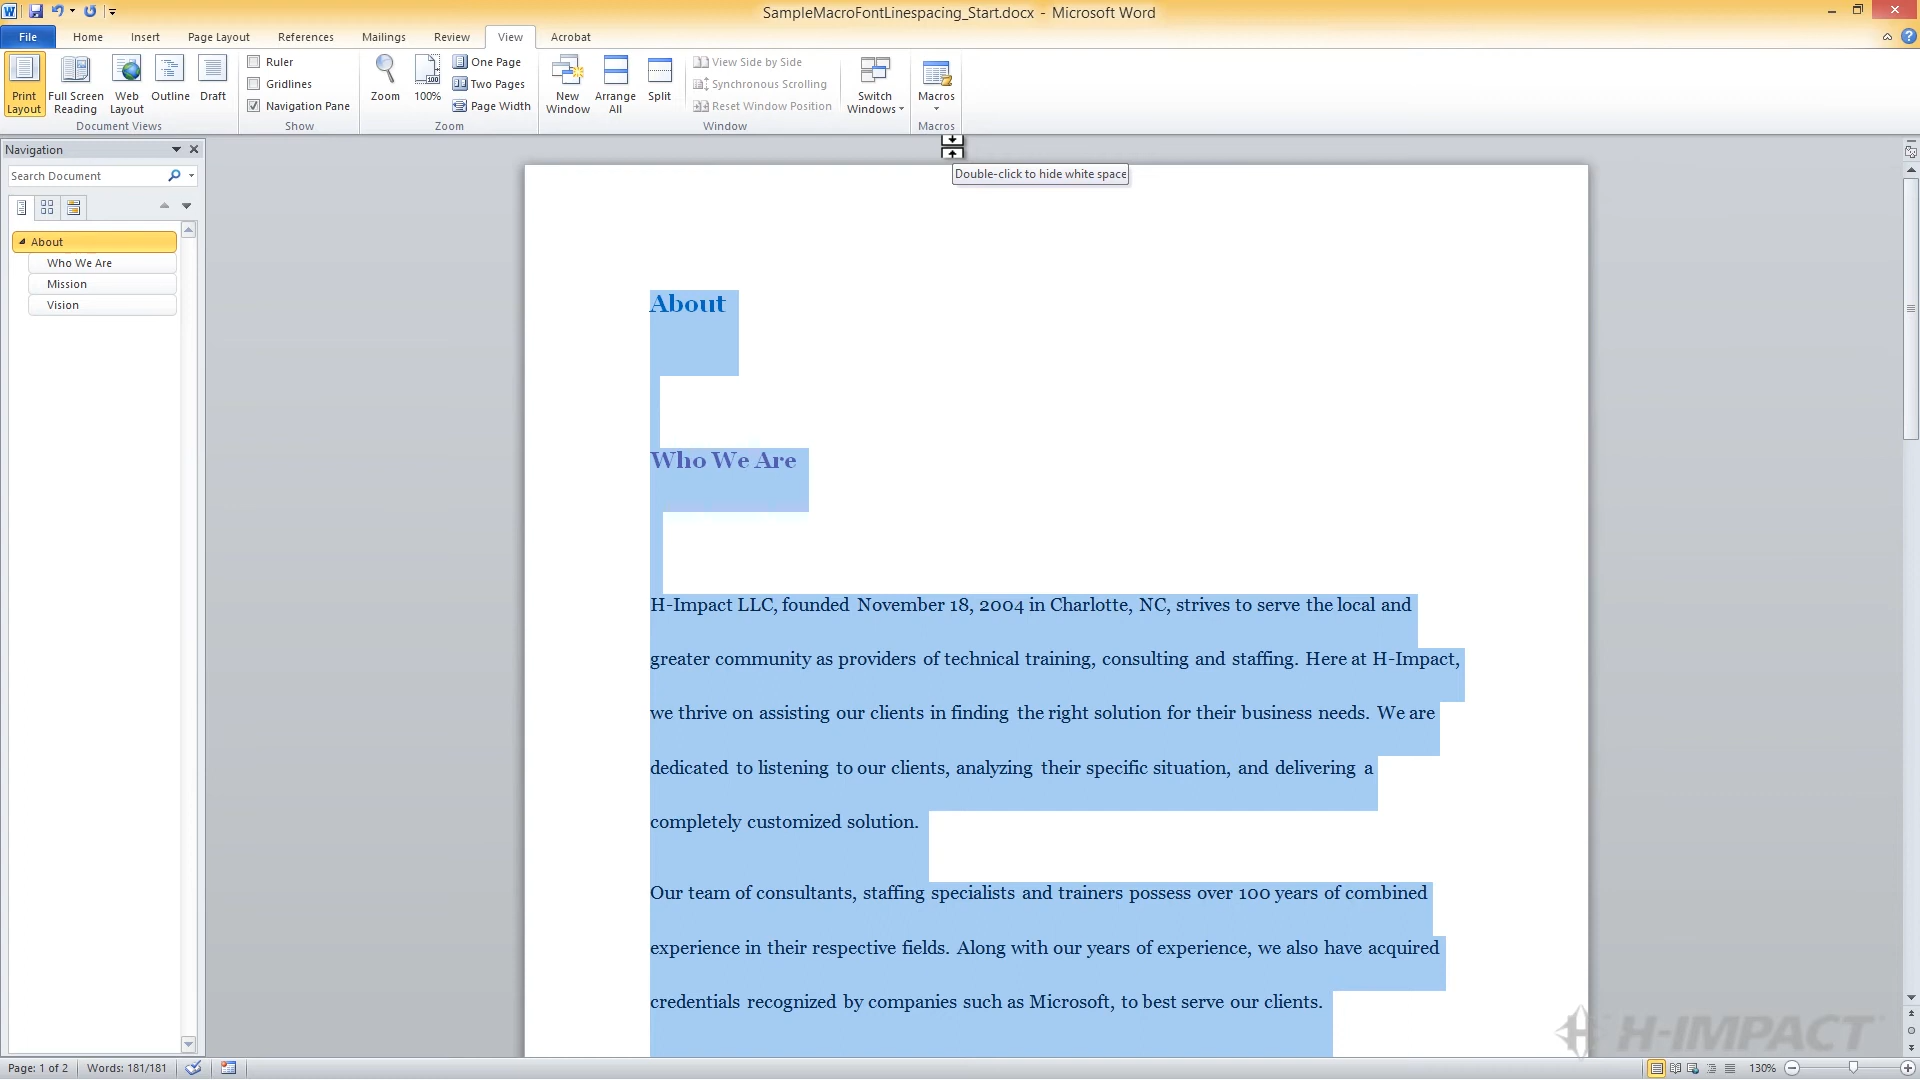 SampleMacroFontLinespacing_Start.docx - Microsoft Word
File Home Insert Page Layout References Mailings Review View Acrobat
Print Layout
Full Screen Reading
Web Layout
Outline
Draft
Document Views
Ruler
Gridlines
Navigation Pane
Show
Zoom
100
100%
One Page
Two Pages
Page Width
Zoom
New Window
Arrange All
Split
View Side by Side
Synchronous Scrolling
Reset Window Position
Window
Switch Windows
Macros
Macros
Navigation
Search Document
About
Who We Are
Mission
Vision
Double-click to hide white space
About
Who We Are
H-Impact LLC, founded November 18, 2004 in Charlotte, NC, strives to serve the local and
greater community as providers of technical training, consulting and staffing. Here at H-Impact,
we thrive on assisting our clients in finding the right solution for their business needs. We are
dedicated to listening to our clients, analyzing their specific situation, and delivering a
completely customized solution.
Our team of consultants, staffing specialists and trainers possess over 100 years of combined
experience in their respective fields. Along with our years of experience, we also have acquired
credentials recognized by companies such as Microsoft, to best serve our clients.
H-IMPACT
Page: 1 of 2 Words: 181/181
130%